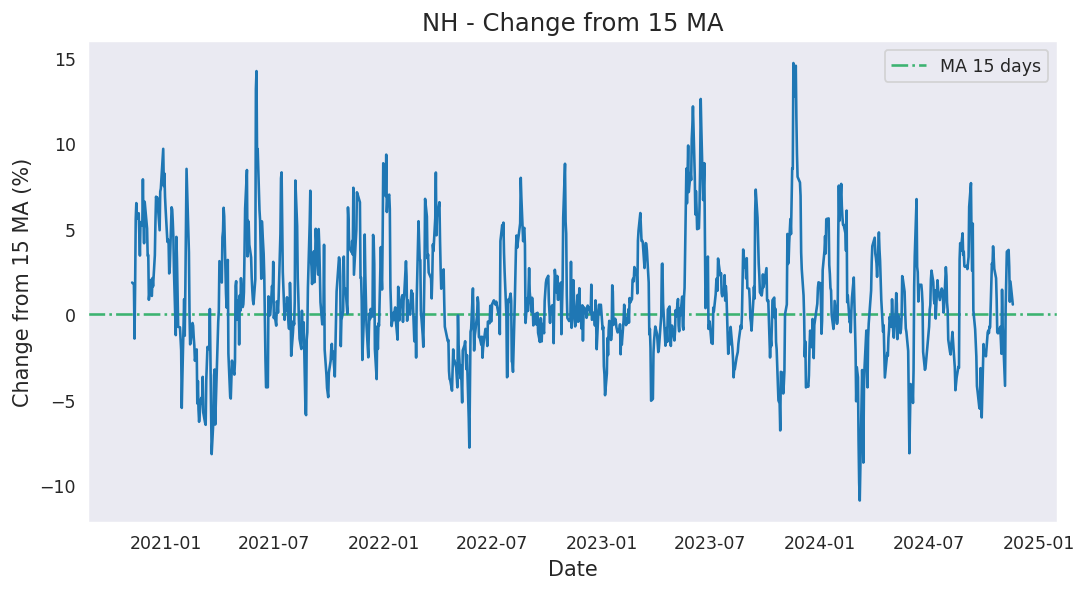 NH - Change from 15 MA
MA 15 days
Change from 15 MA (%)
15
10
5
0
−5
−10
2021-01 2021-07 2022-01 2022-07 2023-01 2023-07 2024-01 2024-07 2025-01
Date